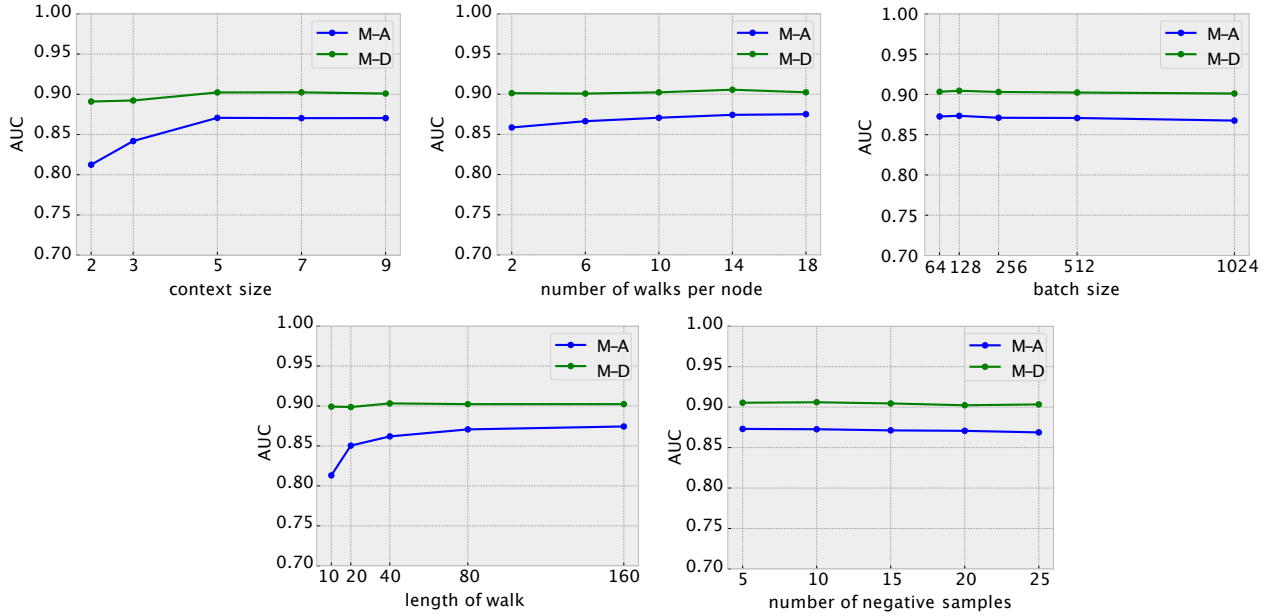 1.00
0.95
0.90
0.85
0.80
0.75
0.70
AUC
M–A
M–D
2 3 5 7 9
context size
1.00
0.95
0.90
0.85
0.80
0.75
0.70
AUC
M–A
M–D
2 6 10 14 18
number of walks per node
1.00
0.95
0.90
0.85
0.80
0.75
0.70
AUC
M–A
M–D
64 128 256 512 1024
batch size
1.00
0.95
0.90
0.85
0.80
0.75
0.70
AUC
M–A
M–D
10 20 40 80 160
length of walk
1.00
0.95
0.90
0.85
0.80
0.75
0.70
AUC
M–A
M–D
5 10 15 20 25
number of negative samples